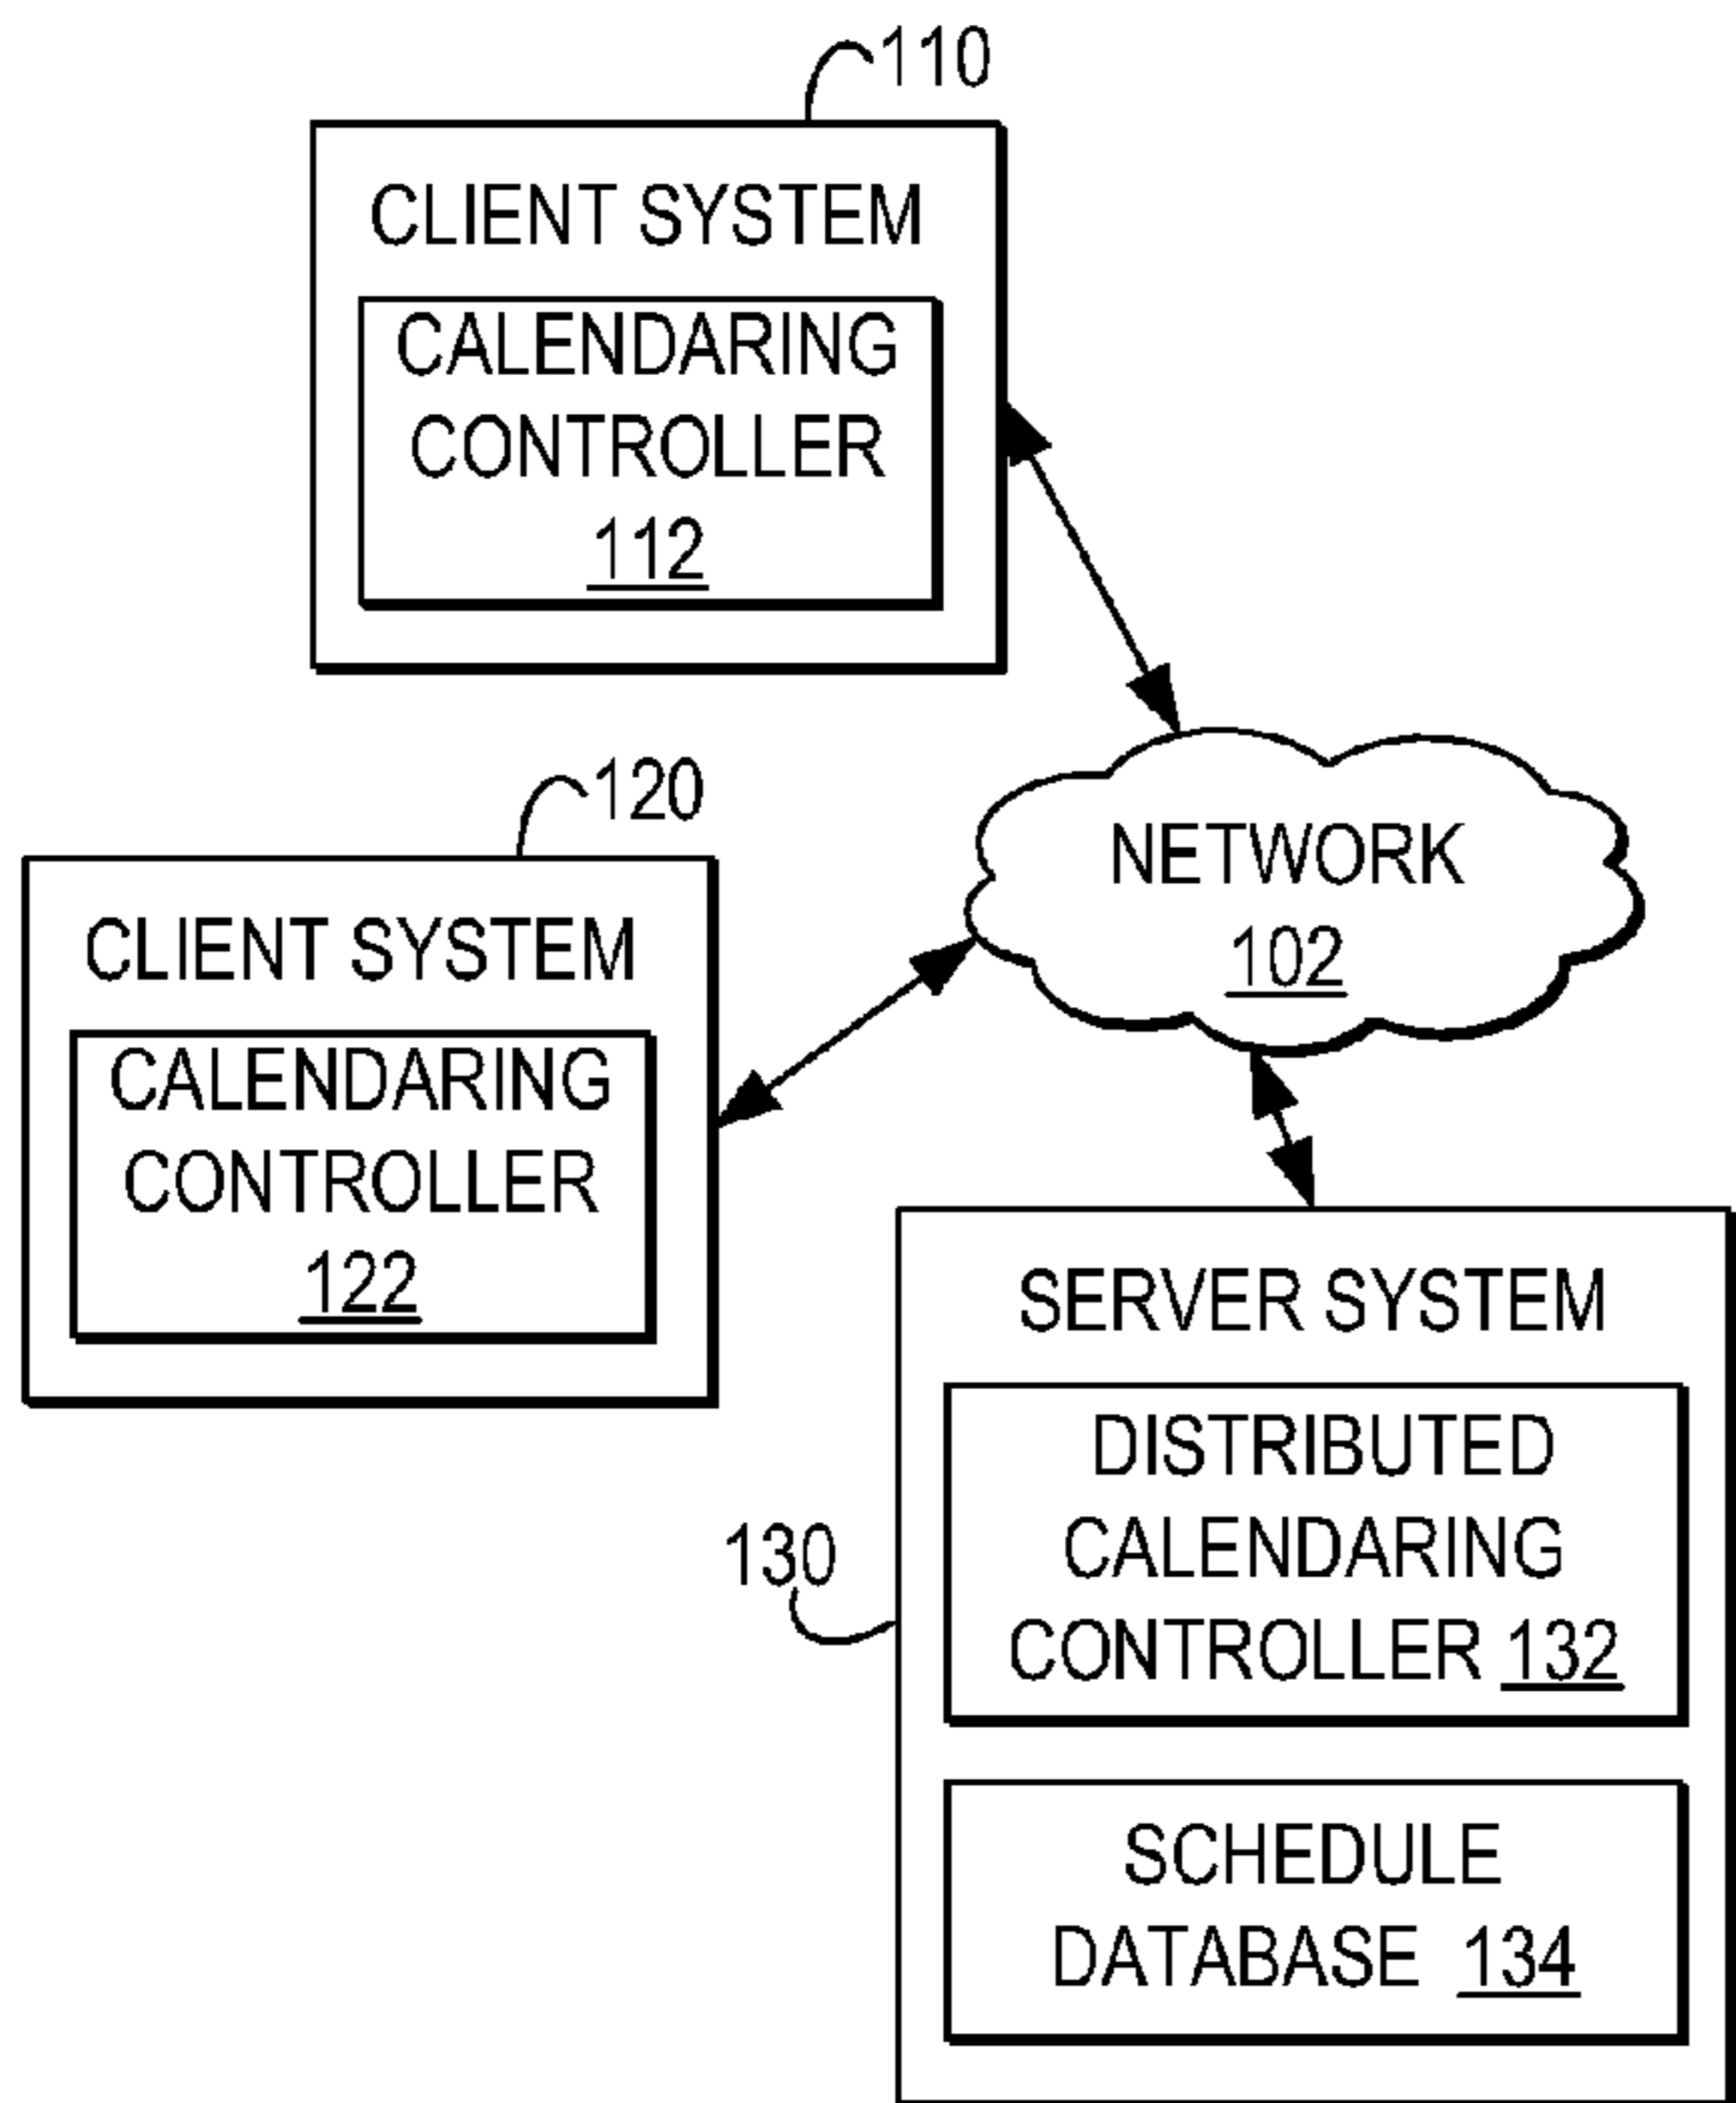 110
CLIENT SYSTEM
CALENDARING
CONTROLLER
112
120
CLIENT SYSTEM
CALENDARING
CONTROLLER
122
NETWORK
102
130
SERVER SYSTEM
DISTRIBUTED
CALENDARING
CONTROLLER 132
SCHEDULE
DATABASE 134